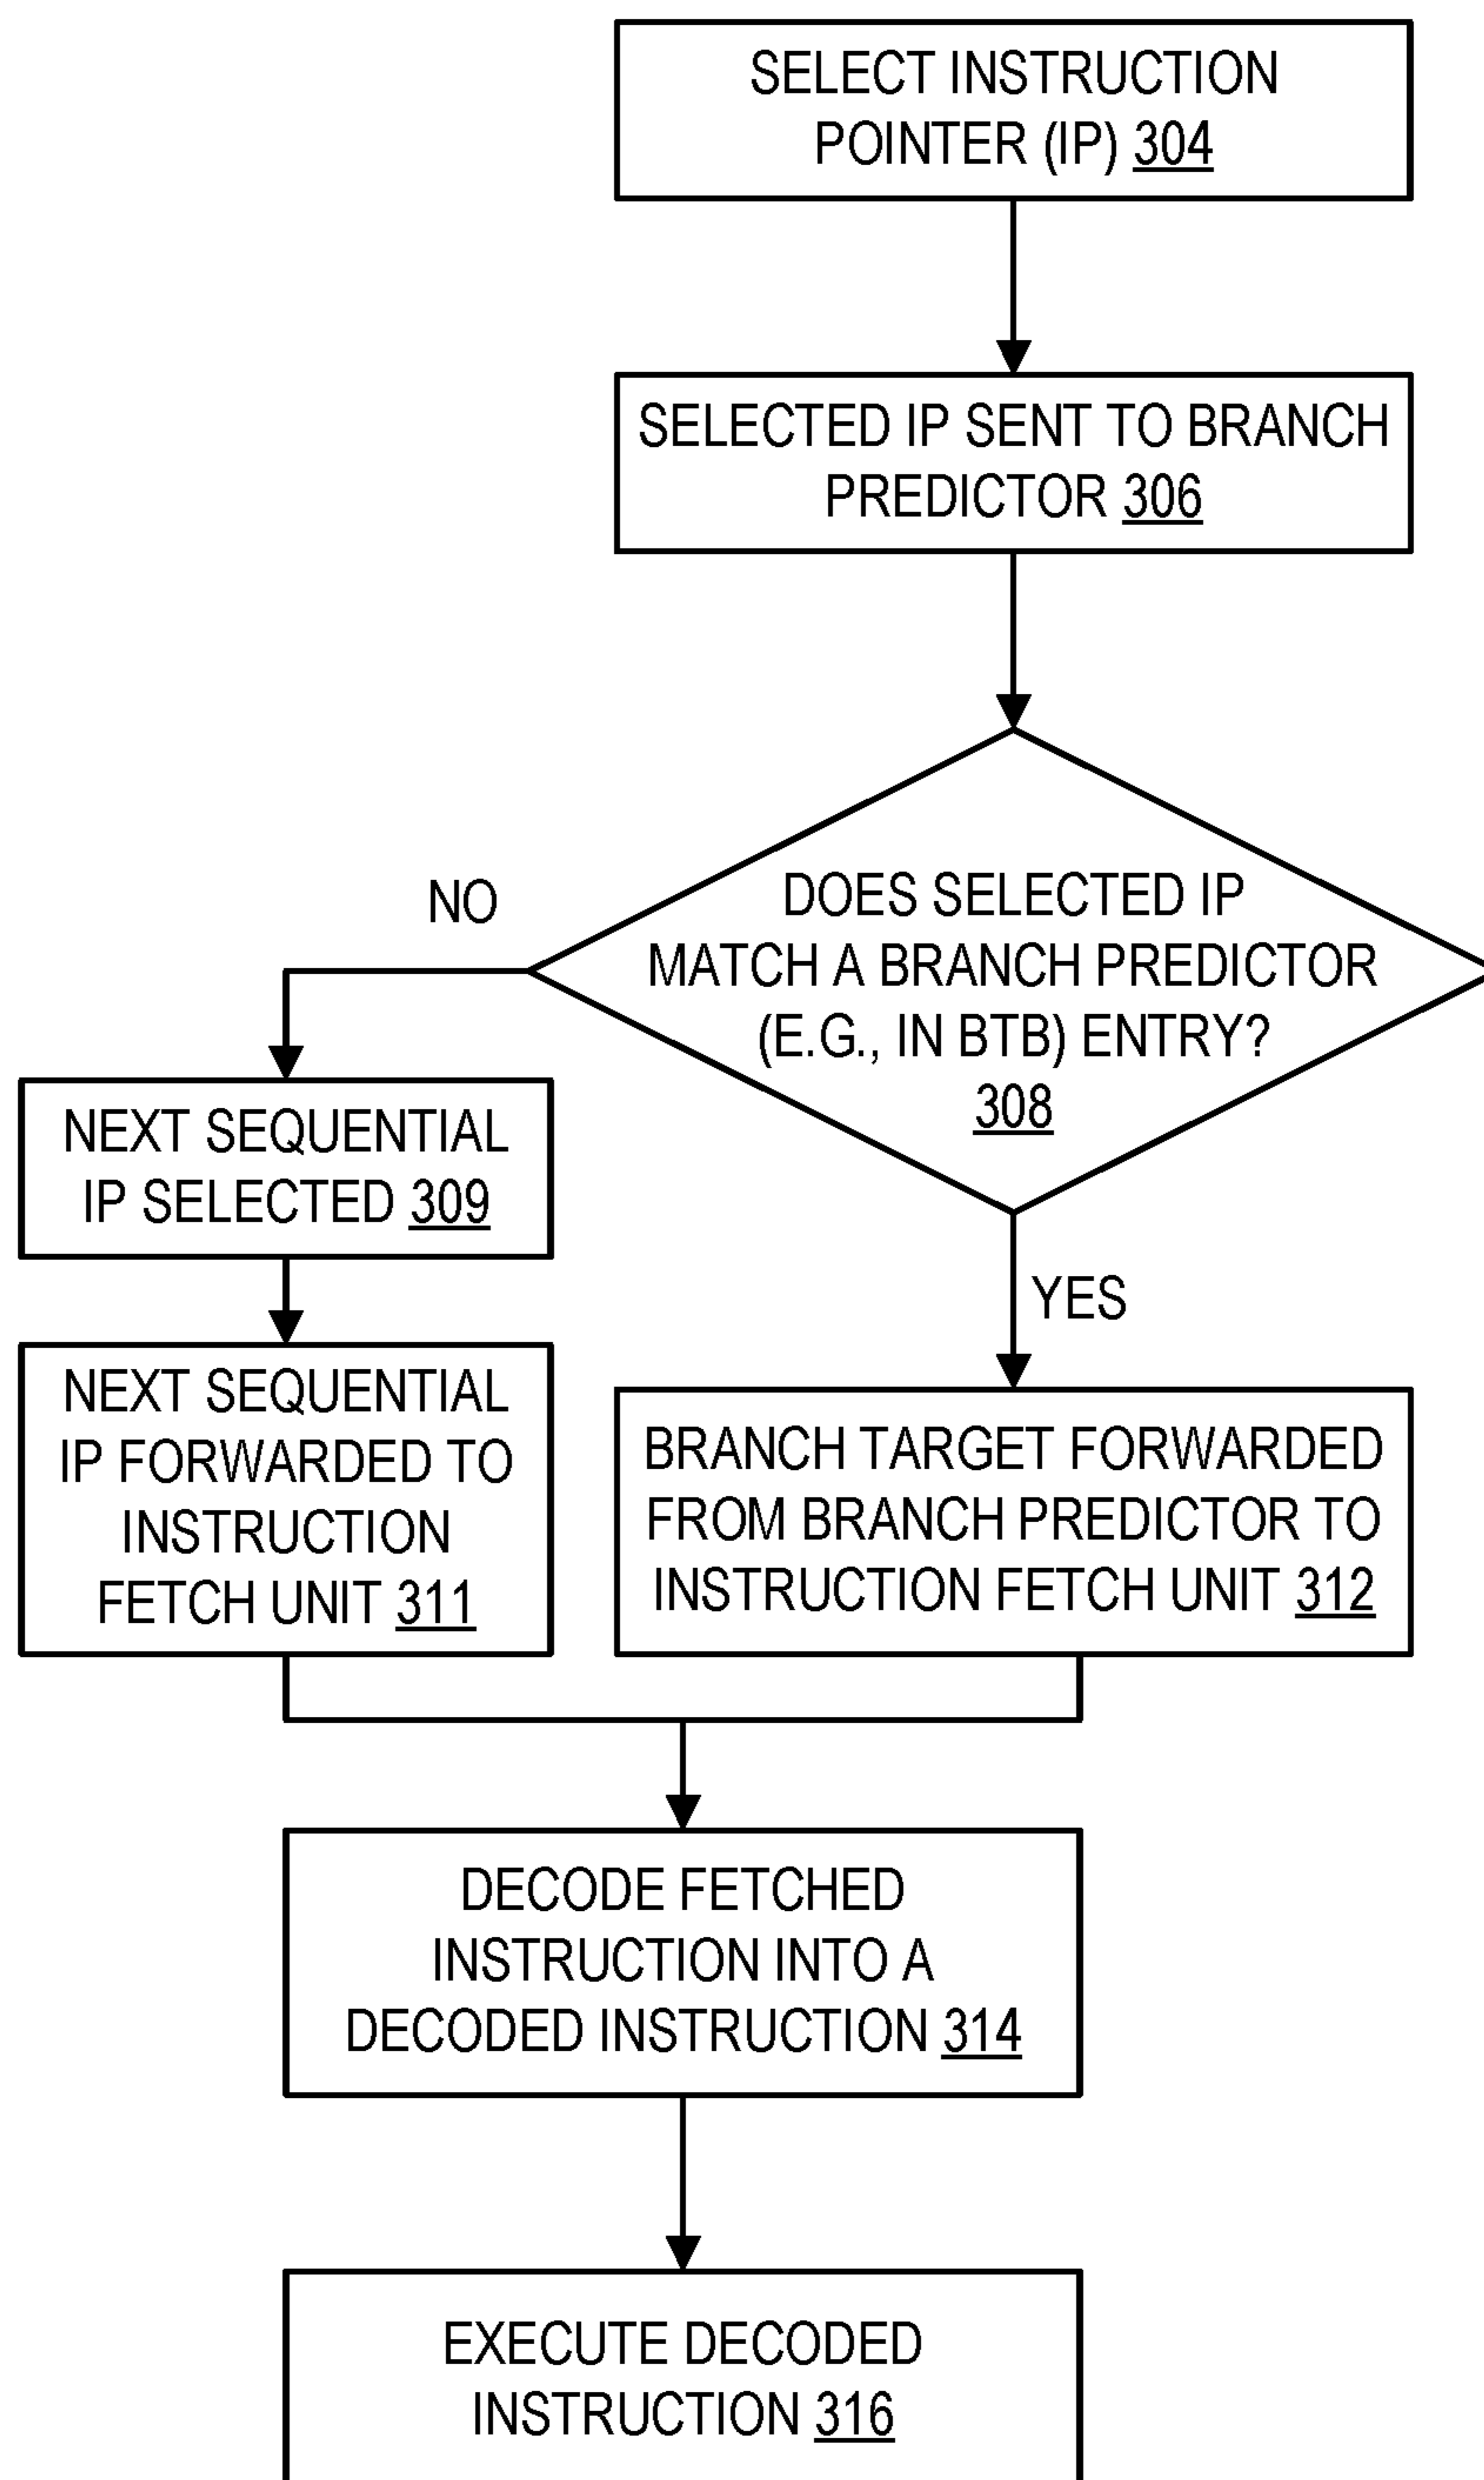 SELECT INSTRUCTION
POINTER (IP) 304
SELECTED IP SENT TO BRANCH
PREDICTOR 306
DOES SELECTED IP
MATCH A BRANCH PREDICTOR
(E.G., IN BTB) ENTRY?
308
NO
NEXT SEQUENTIAL
IP SELECTED 309
NEXT SEQUENTIAL
IP FORWARDED TO
INSTRUCTION
FETCH UNIT 311
YES
BRANCH TARGET FORWARDED
FROM BRANCH PREDICTOR TO
INSTRUCTION FETCH UNIT 312
DECODE FETCHED
INSTRUCTION INTO A
DECODED INSTRUCTION 314
EXECUTE DECODED
INSTRUCTION 316